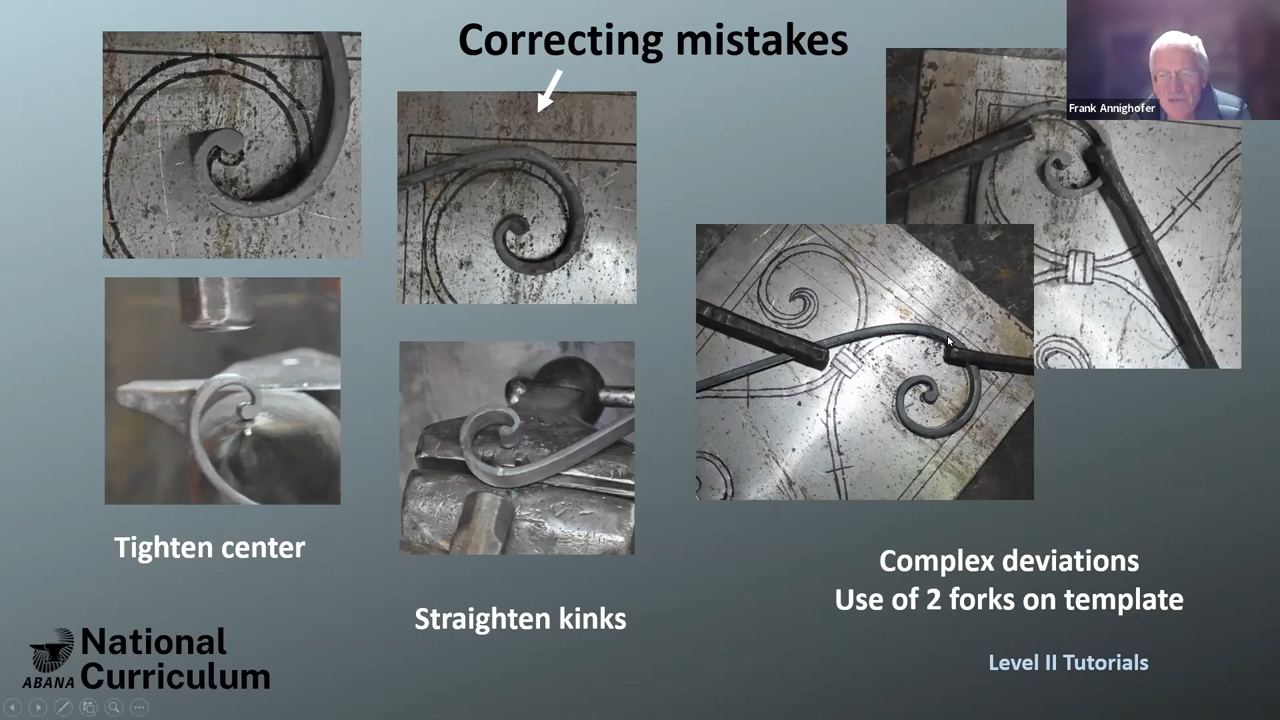 Correcting mistakes
Frank Annighofer
Tighten center
Straighten kinks
Complex deviations
Use of 2 forks on template
Level II Tutorials
ABANA
National
Curriculum